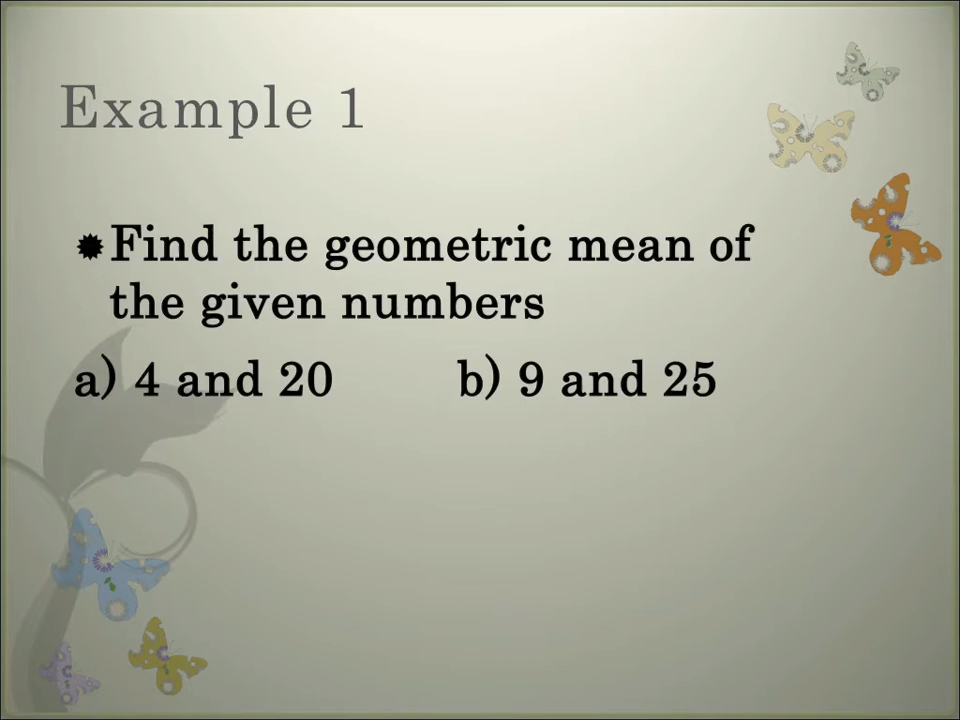 Example 1
Find the geometric mean of
the given numbers
a) 4 and 20 b) 9 and 25